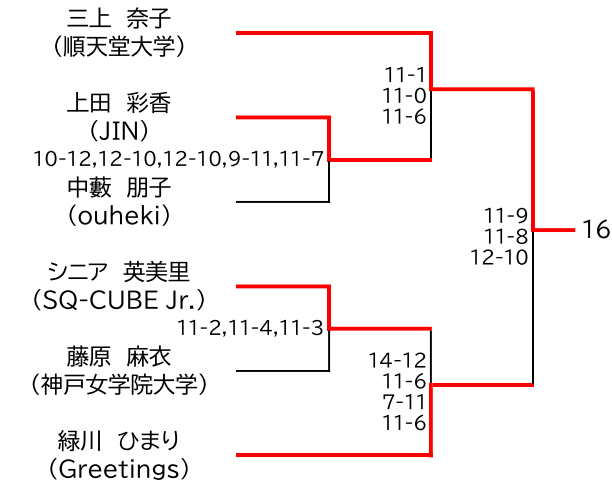 三上 奈子
(順天堂大学)
11-1
11-0
11-6
上田 彩香
(JIN)
10-12,12-10,12-10,9-11,11-7
中藪 朋子
(ouheki)
11-9
11-8
12-10
16
シニア 英美里
(SQ-CUBE Jr.)
11-2,11-4,11-3
藤原 麻衣
(神戸女学院大学)
14-12
11-6
7-11
11-6
緑川 ひまり
(Greetings)